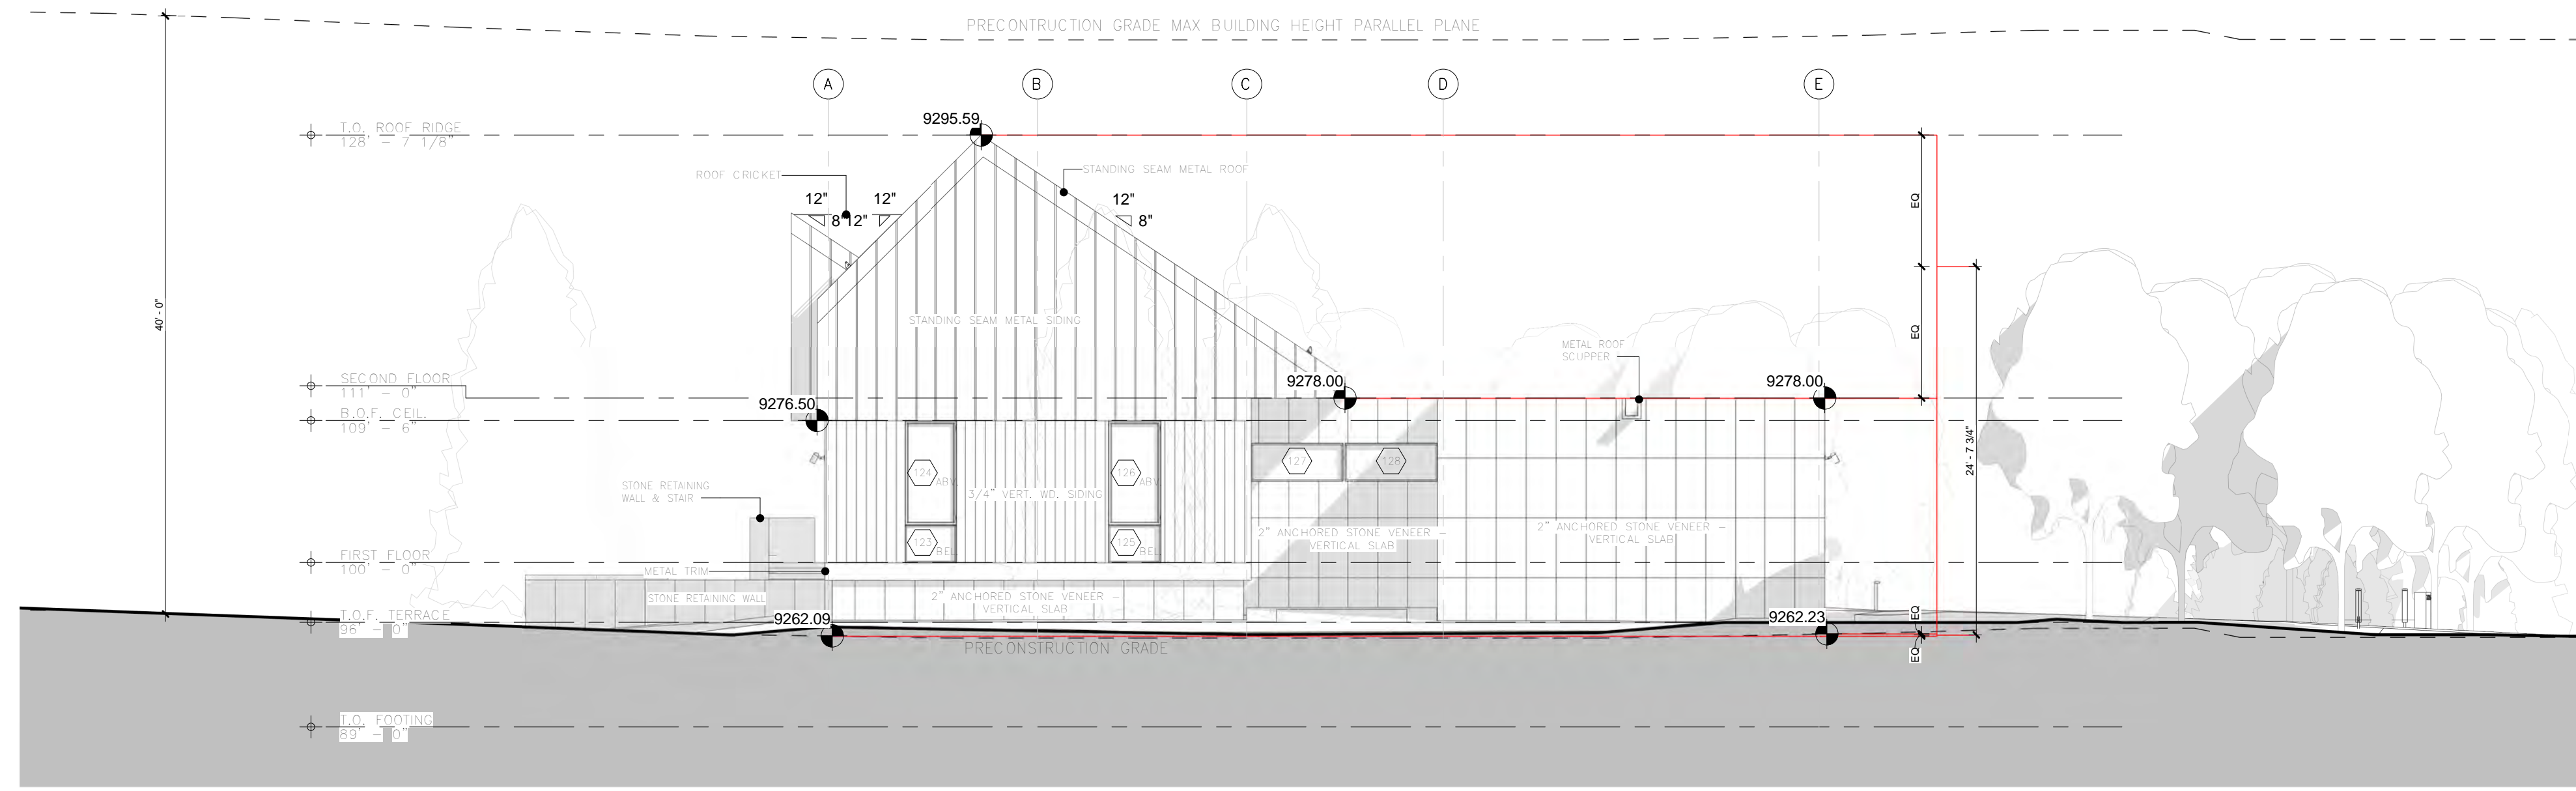 PRECONTRUCTION GRADE MAX BUILDING HEIGHT PARALLEL PLANE
A
B
C
D
E
9295.59
T.O. ROOF RIDGE
128' - 7 1/8"
ROOF CRICKET
STANDING SEAM METAL ROOF
12"
12"
12"
8"
12"
8"
EQ
40' - 0"
STANDING SEAM METAL SIDING
EQ
METAL ROOF
SCUPPER
SECOND FLOOR
111' - 0"
9278.00
9278.00
9276.50
B.O.F. CEIL.
109' - 6"
24' - 7 3/4"
124
ABV.
126
ABV.
127
128
STONE RETAINING
WALL & STAIR
3/4" VERT. WD. SIDING
2" ANCHORED STONE VENEER -
VERTICAL SLAB
2" ANCHORED STONE VENEER -
VERTICAL SLAB
123
BEL.
125
BEL.
FIRST FLOOR
100' - 0"
METAL TRIM
STONE RETAINING WALL
2" ANCHORED STONE VENEER -
VERTICAL SLAB
T.O.F. TERRACE
96' - 0"
9262.09
9262.23
EQ
EQ
PRECONSTRUCTION GRADE
T.O. FOOTING
89' - 0"